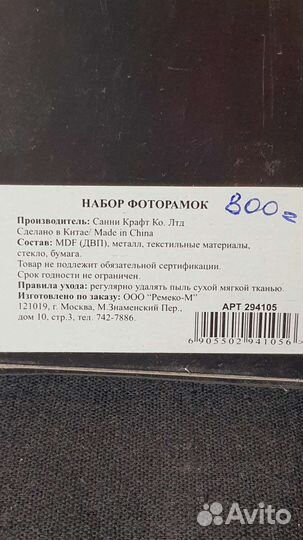 НАБОР ФОТОРАМОК 800=
Производитель: Санни Крафт Ко. Лтд
Сделано в Китае/ Made in China
Состав: MDF (ДВП), металл, текстильные материалы,
стекло, бумага.
Товар не подлежит обязательной сертификации.
Срок годности не ограничен.
Правила ухода: регулярно удалять пыль сухой мягкой тканью.
Изготовлено по заказу: ООО "Ремеко-М"
121019, г. Москва, М.Знаменский Пер.,
дом 10, стр.3, тел. 742-7886.
АРТ 294105
6 905502 941056 >
Avito